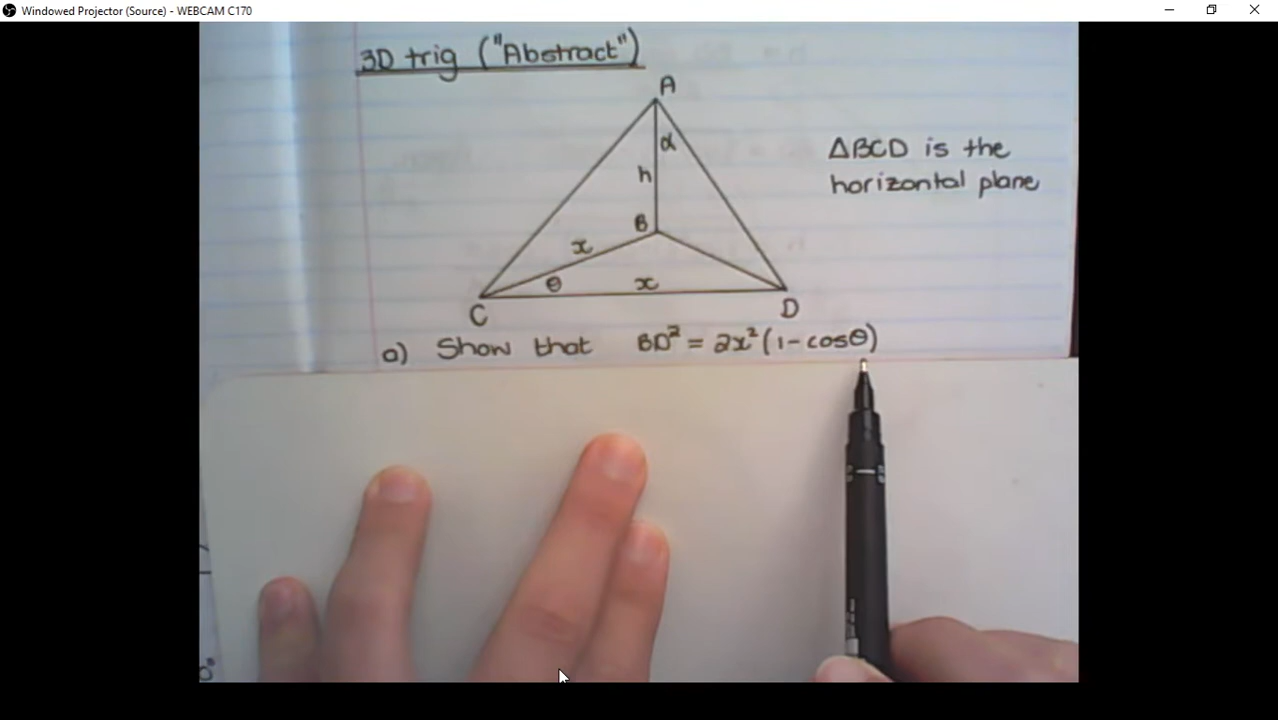 Windowed Projector (Source) - WEBCAM C170
3D trig ("Abstract")
A
α
h
B
x
θ
x
C
D
ΔBCD is the
horizontal plane
a) Show that BD² = 2x²(1 - cosθ)